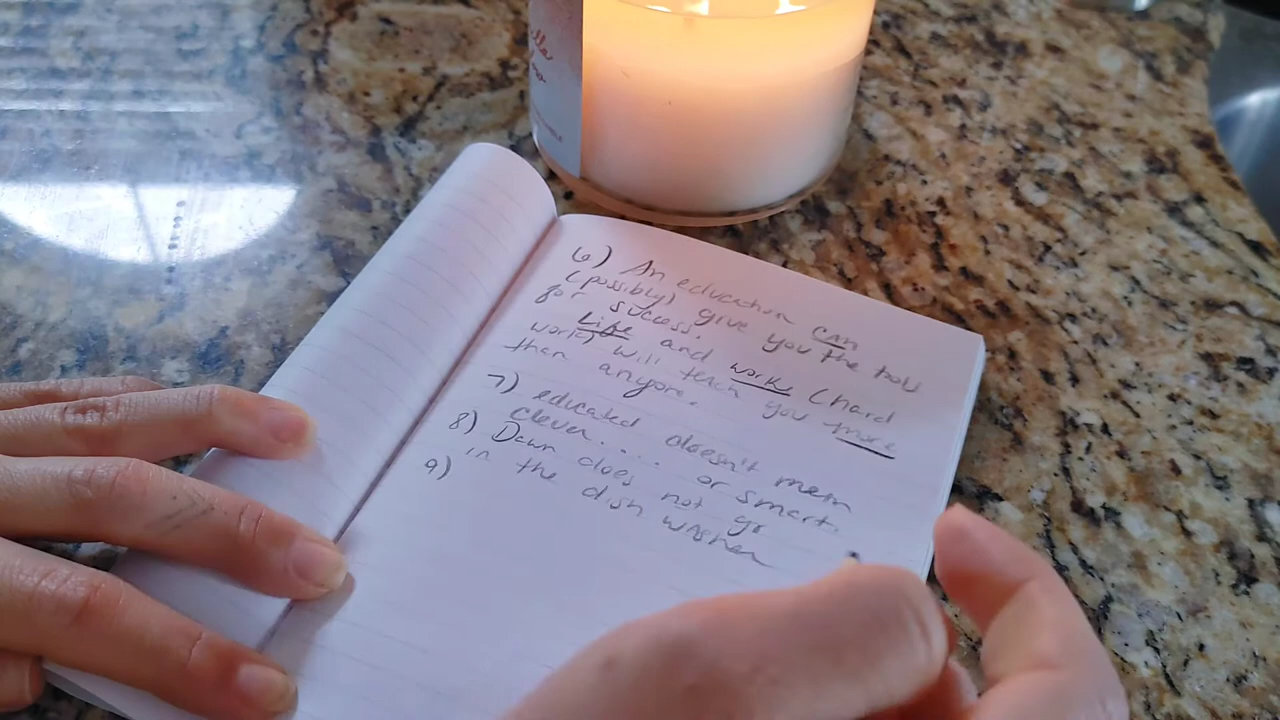 6) An education can
(possibly) give you the tools
for success.
Life and work (hard
work) will teach you more
than anyone.
7) educated doesn't mean
clever. . . . or smart.
8) Dawn does not go
in the dish washer
9)